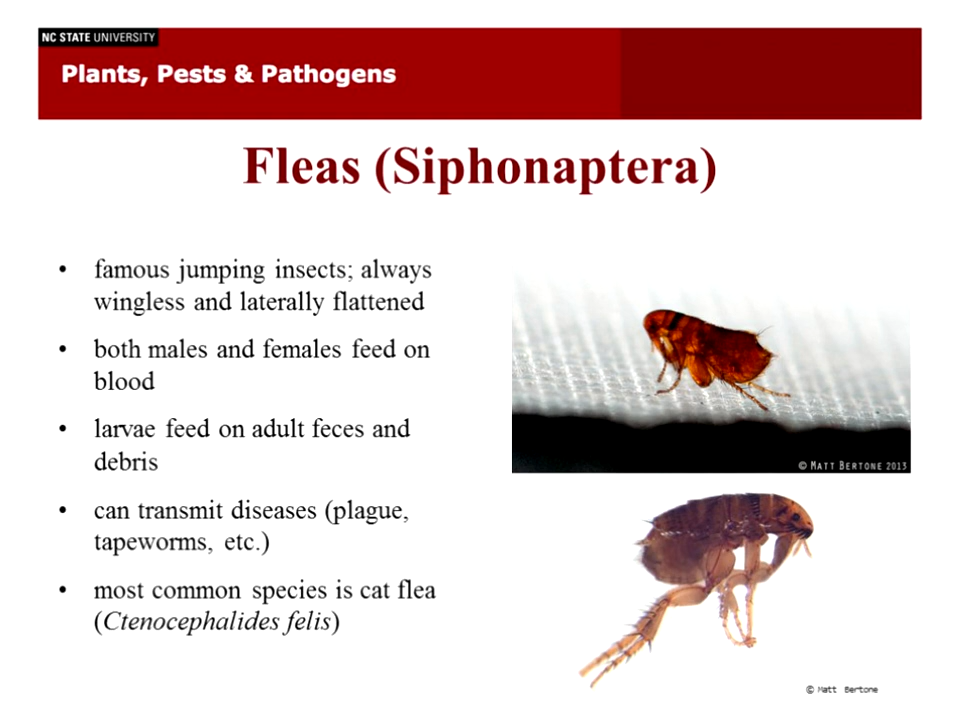 NC STATE UNIVERSITY
Plants, Pests & Pathogens
Fleas (Siphonaptera)
• famous jumping insects; always
wingless and laterally flattened
• both males and females feed on
blood
• larvae feed on adult feces and
debris
• can transmit diseases (plague,
tapeworms, etc.)
• most common species is cat flea
(Ctenocephalides felis)
© MATT BERTONE 2013
© Matt Bertone